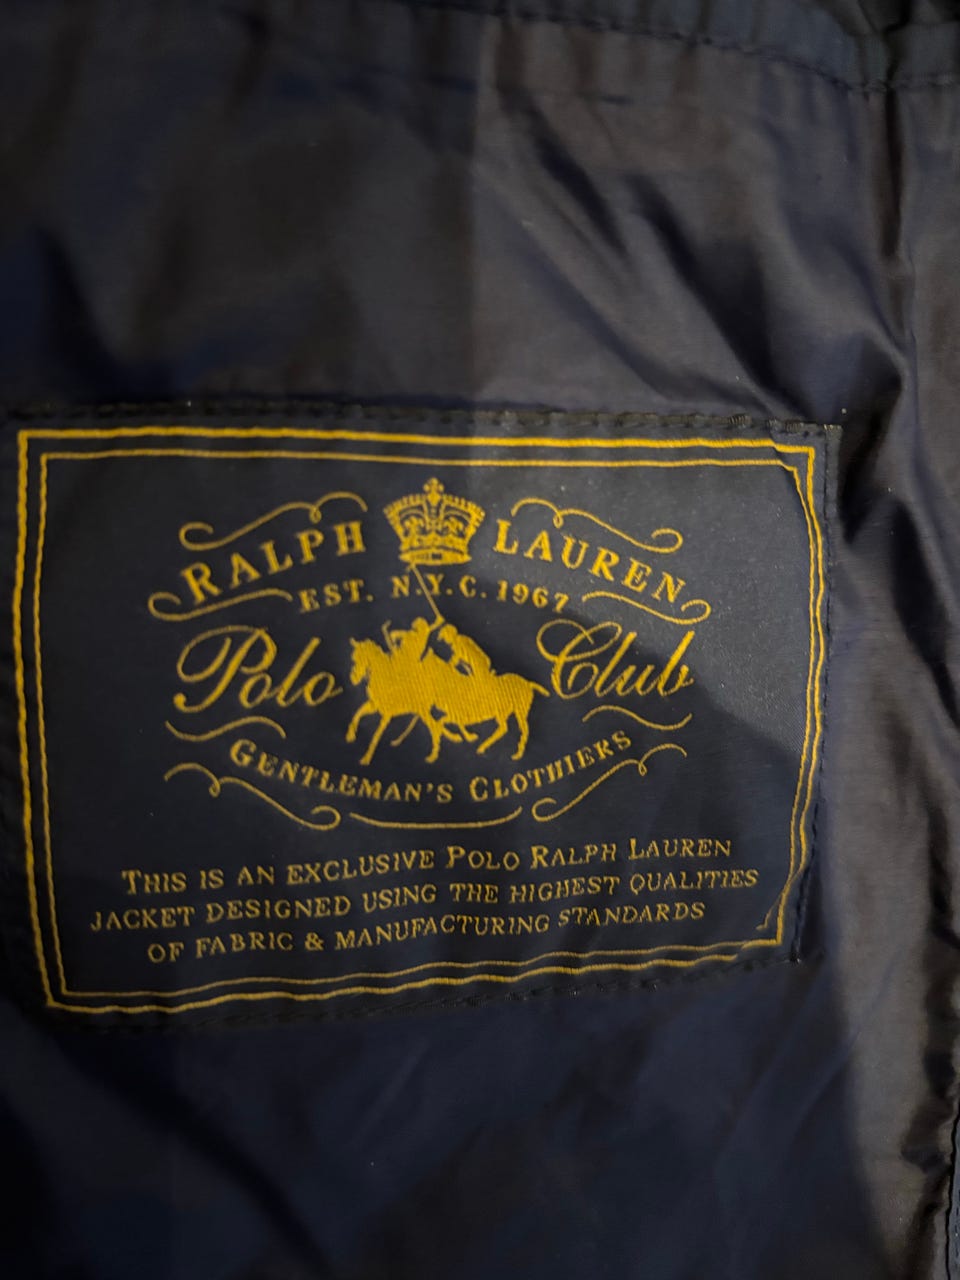 RALPH LAUREN
EST. N.Y.C. 1967
Polo Club
GENTLEMAN'S CLOTHIERS
THIS IS AN EXCLUSIVE POLO RALPH LAUREN
JACKET DESIGNED USING THE HIGHEST QUALITIES
OF FABRIC & MANUFACTURING STANDARDS